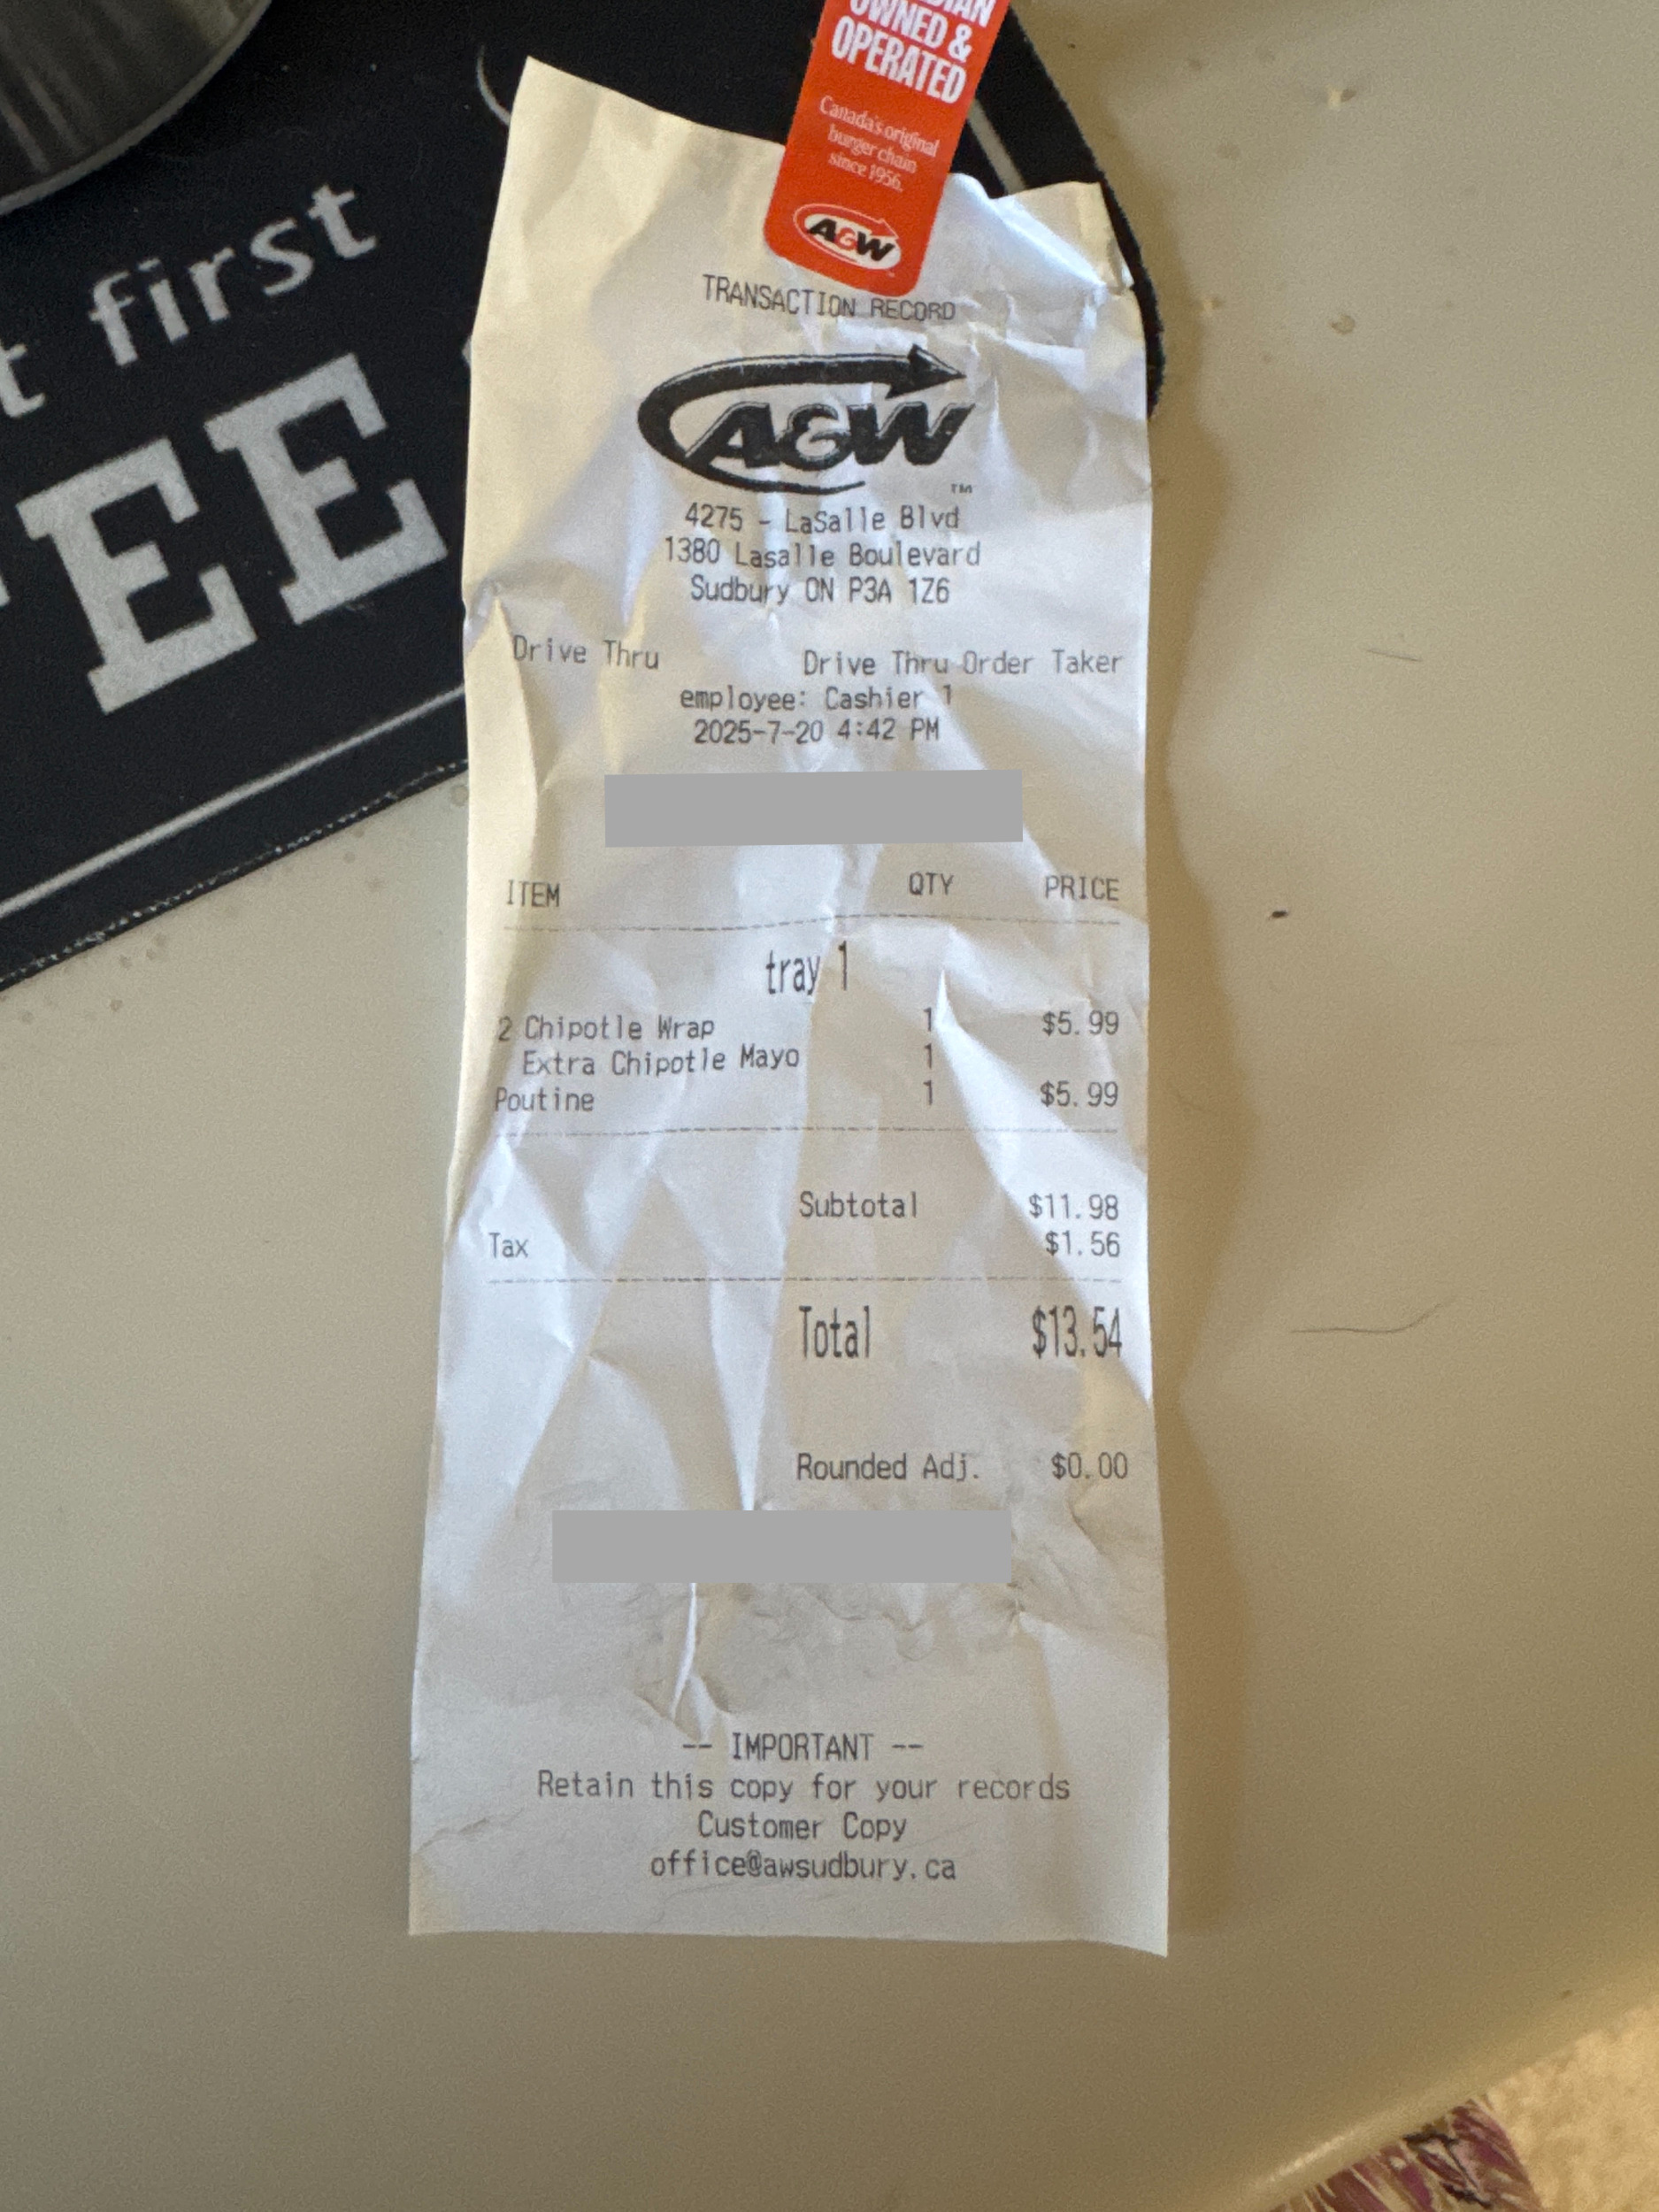 OWNED &
OPERATED
Canada's original
burger chain
since 1956.
A&W
TRANSACTION RECORD
A&W
TM
4275 - LaSalle Blvd
1380 Lasalle Boulevard
Sudbury ON P3A 1Z6
Drive Thru Drive Thru Order Taker
employee: Cashier 1
2025-7-20 4:42 PM
ITEM QTY PRICE
tray 1
2 Chipotle Wrap 1 $5.99
Extra Chipotle Mayo 1
Poutine 1 $5.99
Subtotal $11.98
Tax $1.56
Total $13.54
Rounded Adj. $0.00
-- IMPORTANT --
Retain this copy for your records
Customer Copy
office@awsudbury.ca
first
EE